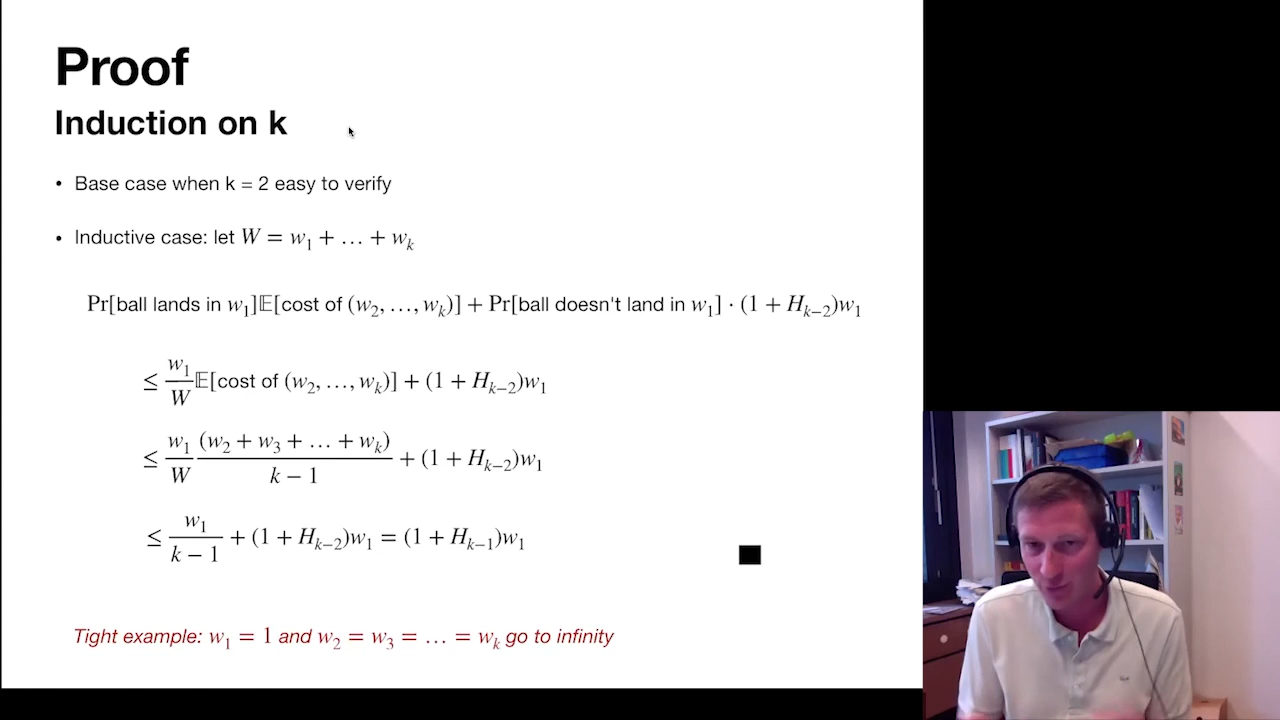 Proof
Induction on k
• Base case when k = 2 easy to verify
• Inductive case: let W = w₁ + … + wₖ
Pr[ball lands in w₁]𝔼[cost of (w₂, …, wₖ)] + Pr[ball doesn't land in w₁] · (1 + Hₖ₋₂)w₁
≤ w₁/W 𝔼[cost of (w₂, …, wₖ)] + (1 + Hₖ₋₂)w₁
≤ w₁/W (w₂ + w₃ + … + wₖ)/(k − 1) + (1 + Hₖ₋₂)w₁
≤ w₁/(k − 1) + (1 + Hₖ₋₂)w₁ = (1 + Hₖ₋₁)w₁
Tight example: w₁ = 1 and w₂ = w₃ = … = wₖ go to infinity